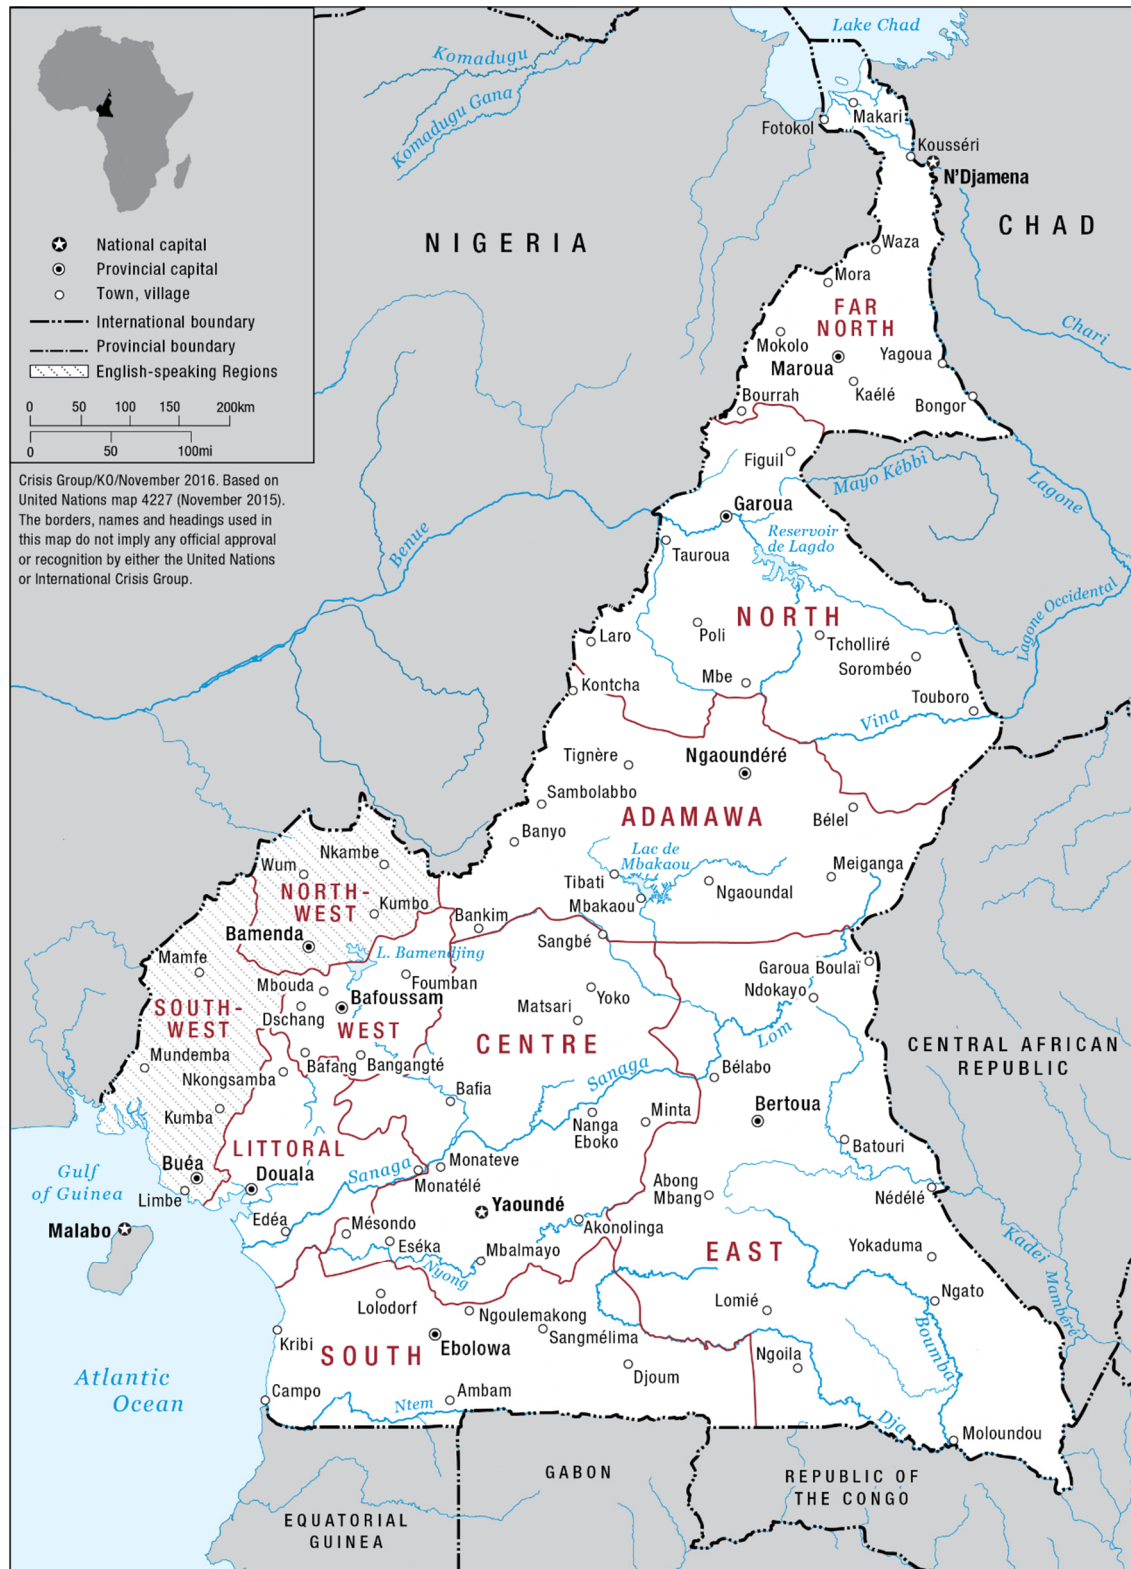 Lake Chad
Komadugu
Komadugu Gana
Makari
Fotokol
Kousséri
N'Djamena
CHAD
NIGERIA
National capital
Provincial capital
Town, village
International boundary
Provincial boundary
English-speaking Regions
0 50 100 150 200km
0 50 100mi
Waza
Mora
FAR
NORTH
Chari
Mokolo
Maroua
Yagoua
Kaélé
Bourrah
Bongor
Crisis Group/KO/November 2016. Based on
United Nations map 4227 (November 2015).
The borders, names and headings used in
this map do not imply any official approval
or recognition by either the United Nations
or International Crisis Group.
Figuil
Mayo Kébbi
Lagone
Garoua
Reservoir
de Lagdo
Benue
Tauroua
Lagone Occidental
NORTH
Laro
Poli
Tcholliré
Sorombéo
Kontcha
Mbe
Touboro
Vina
Tignère
Ngaoundéré
Sambolabbo
ADAMAWA
Bélel
Banyo
Lac de
Mbakaou
Meiganga
Tibati
Ngaoundal
Mbakaou
Nkambe
Wum
NORTH-
WEST
Kumbo
Bankim
Bamenda
Sangbé
L. Bamendjing
Mamfe
Garoua Boulaï
Foumban
Mbouda
Yoko
Ndokayo
Bafoussam
SOUTH-
WEST
Dschang
WEST
Matsari
CENTRE
Lom
CENTRAL AFRICAN
REPUBLIC
Mundemba
Bafang
Bangangté
Nkongsamba
Sanaga
Bélabo
Bafia
Kumba
Nanga
Eboko
Minta
Bertoua
LITTORAL
Batouri
Gulf
of Guinea
Buéa
Douala
Sanaga
Monateve
Monatélé
Limbe
Abong
Mbang
Nédélé
Malabo
Edéa
Mésondo
Yaoundé
Akonolinga
Eséka
Mbalmayo
EAST
Yokaduma
Kadei
Nyong
Mambéré
Lolodorf
Ngoulemakong
Lomié
Ngato
Kribi
Ebolowa
Sangmélima
Boumba
SOUTH
Djoum
Ngoila
Atlantic
Ocean
Campo
Ntem
Ambam
Dja
Moloundou
GABON
REPUBLIC OF
THE CONGO
EQUATORIAL
GUINEA